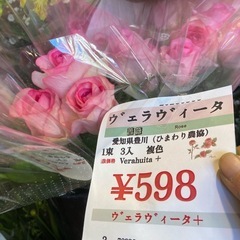 ヴェラヴィータ
Rose
愛知県豊川(ひまわり農協)
1束 3入 複色
Verahuita +
¥598
ヴェラヴィータ+